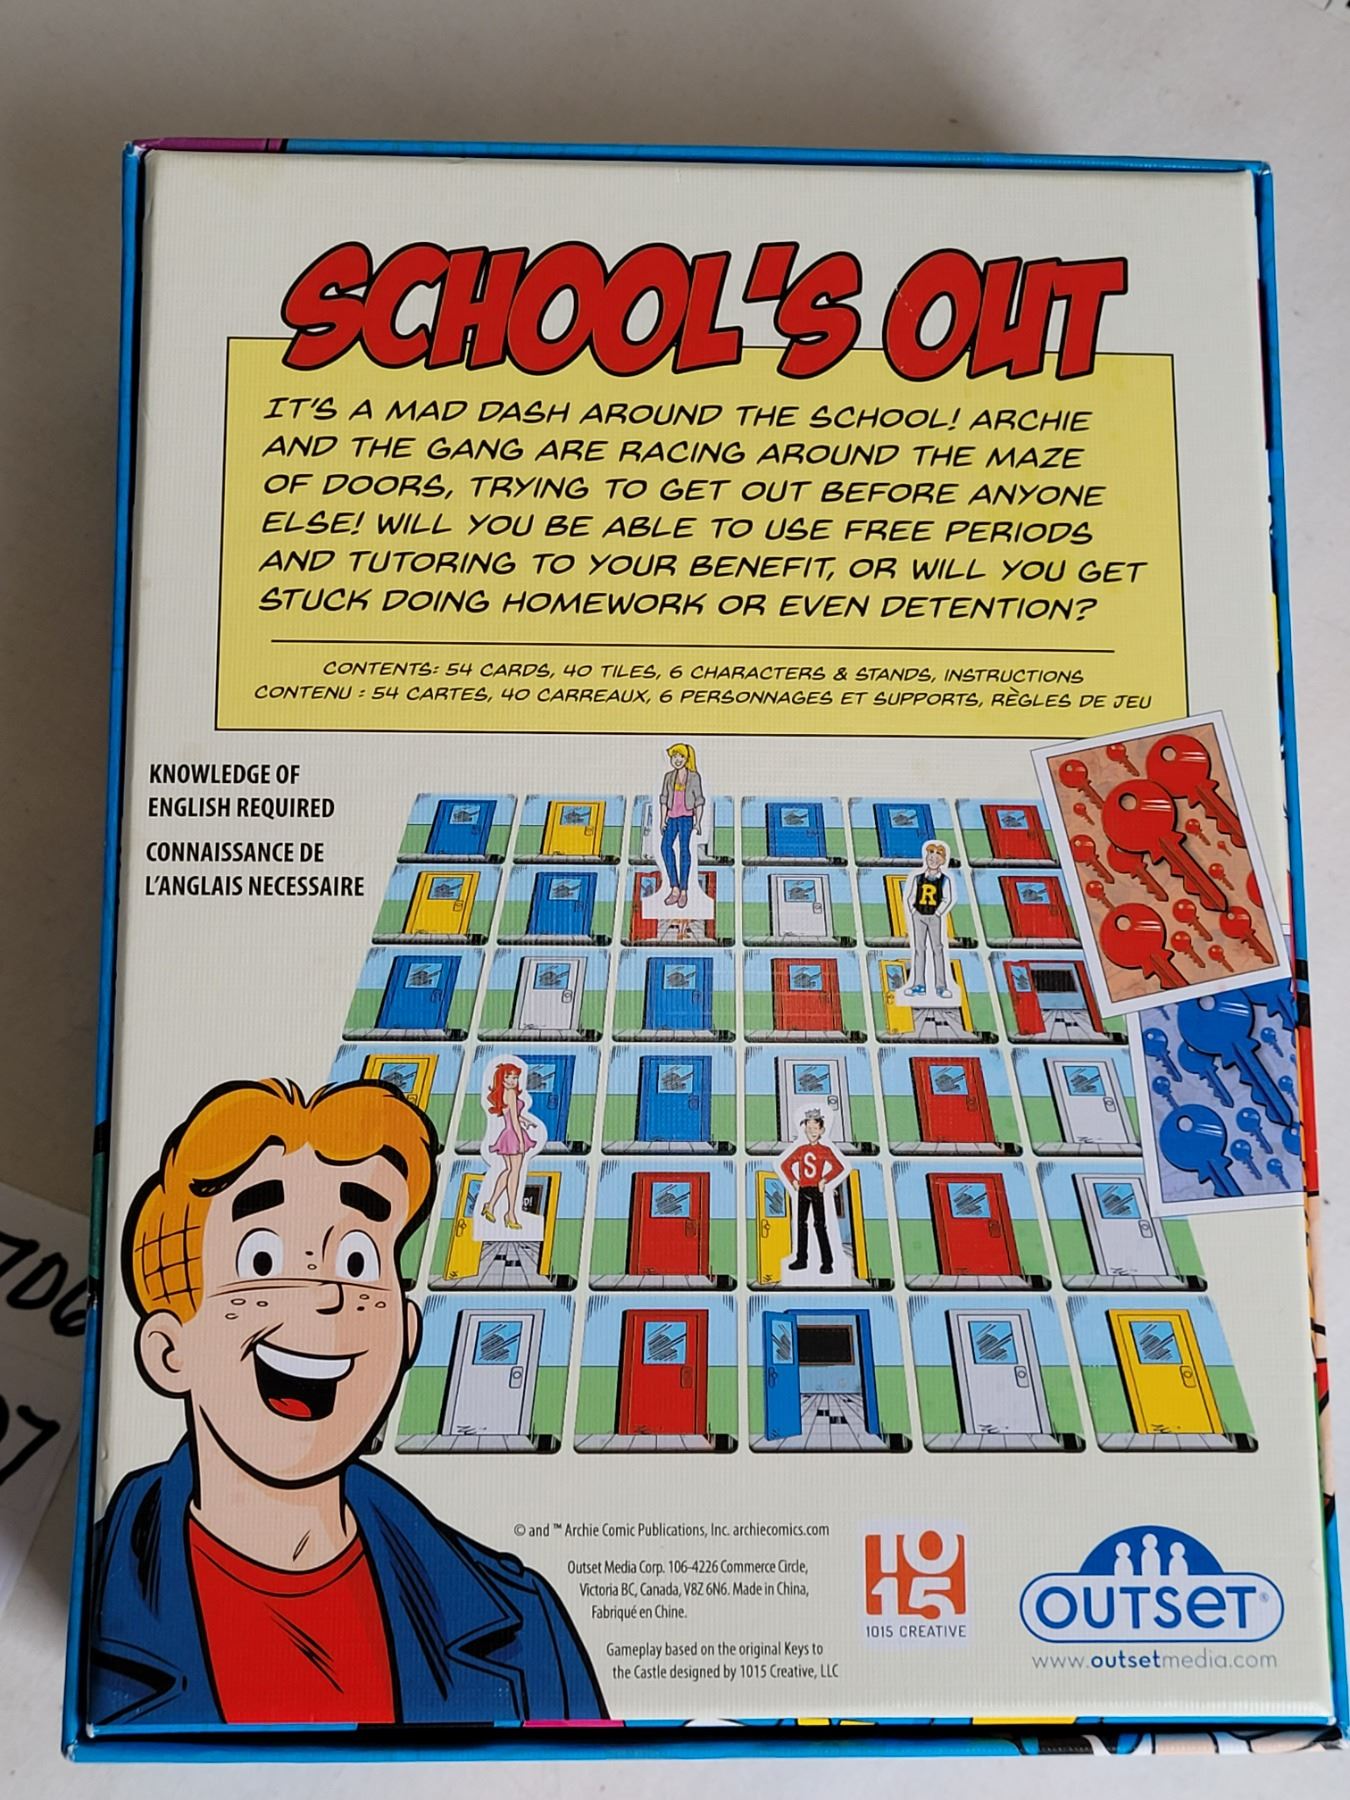 SCHOOL'S OUT
IT'S A MAD DASH AROUND THE SCHOOL! ARCHIE
AND THE GANG ARE RACING AROUND THE MAZE
OF DOORS, TRYING TO GET OUT BEFORE ANYONE
ELSE! WILL YOU BE ABLE TO USE FREE PERIODS
AND TUTORING TO YOUR BENEFIT, OR WILL YOU GET
STUCK DOING HOMEWORK OR EVEN DETENTION?
CONTENTS: 54 CARDS, 40 TILES, 6 CHARACTERS & STANDS, INSTRUCTIONS
CONTENU : 54 CARTES, 40 CARREAUX, 6 PERSONNAGES ET SUPPORTS, RÈGLES DE JEU
KNOWLEDGE OF
ENGLISH REQUIRED
CONNAISSANCE DE
L'ANGLAIS NECESSAIRE
R
S
© and ™ Archie Comic Publications, Inc. archiecomics.com
Outset Media Corp. 106-4226 Commerce Circle,
Victoria BC, Canada, V8Z 6N6. Made in China,
Fabriqué en Chine.
Gameplay based on the original Keys to
the Castle designed by 1015 Creative, LLC
10
15
1015 CREATIVE
OUTSET®
www.outsetmedia.com